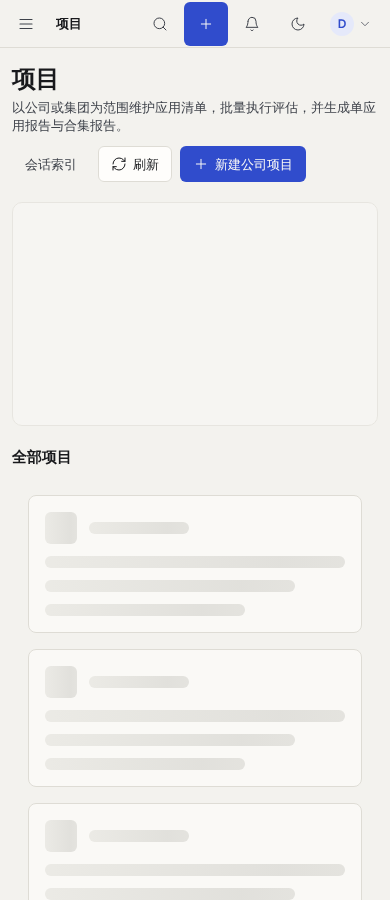 项目
D
项目
以公司或集团为范围维护应用清单，批量执行评估，并生成单应
用报告与合集报告。
会话索引
刷新
新建公司项目
全部项目